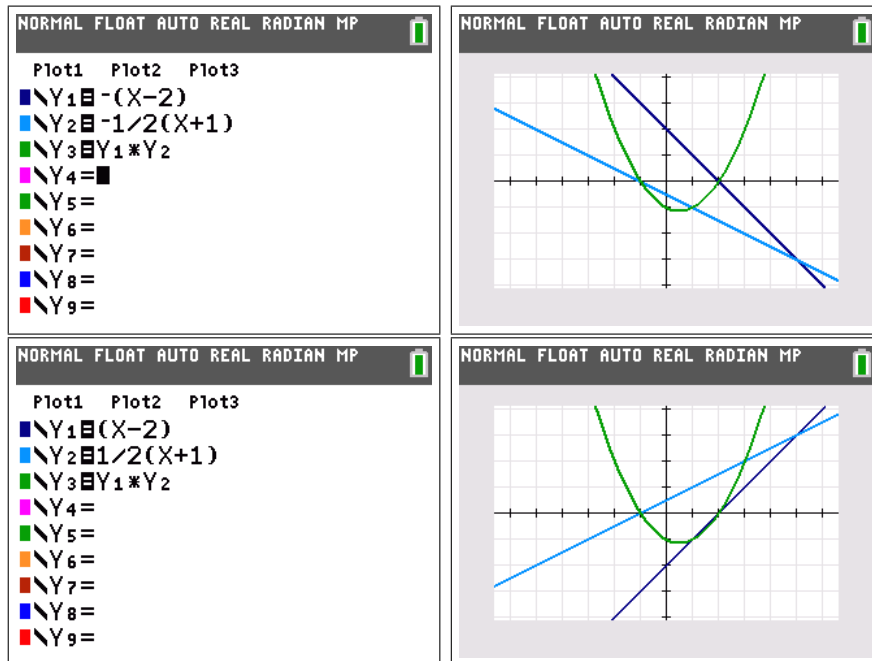 NORMAL FLOAT AUTO REAL RADIAN MP
Plot1 Plot2 Plot3
\Y1=-(X-2)
\Y2=-1/2(X+1)
\Y3=Y1*Y2
\Y4=
\Y5=
\Y6=
\Y7=
\Y8=
\Y9=
NORMAL FLOAT AUTO REAL RADIAN MP
NORMAL FLOAT AUTO REAL RADIAN MP
Plot1 Plot2 Plot3
\Y1=(X-2)
\Y2=1/2(X+1)
\Y3=Y1*Y2
\Y4=
\Y5=
\Y6=
\Y7=
\Y8=
\Y9=
NORMAL FLOAT AUTO REAL RADIAN MP